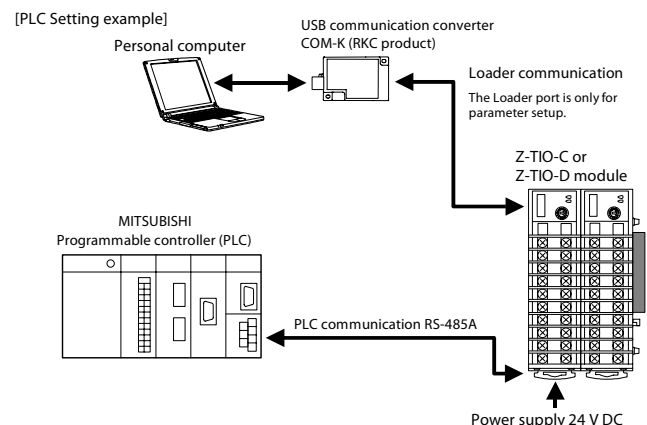 [PLC Setting example]
USB communication converter
COM-K (RKC product)
Personal computer
Loader communication
The Loader port is only for
parameter setup.
Z-TIO-C or
Z-TIO-D module
MITSUBISHI
Programmable controller (PLC)
PLC communication RS-485A
Power supply 24 V DC